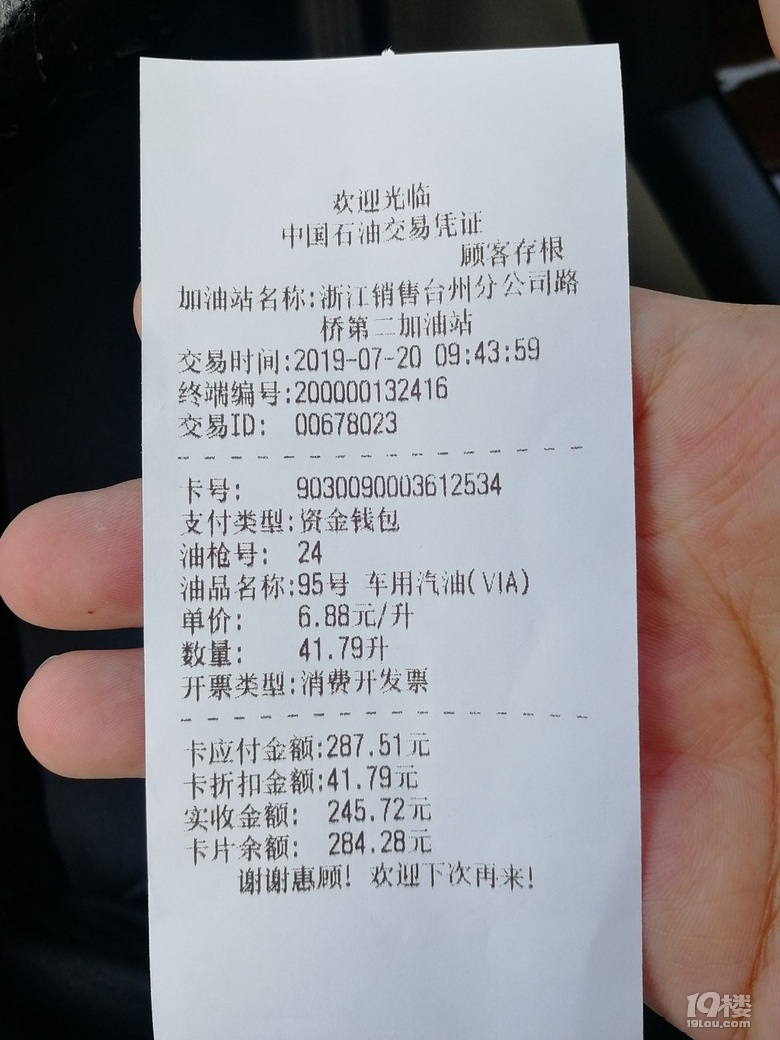 欢迎光临
中国石油交易凭证
顾客存根
加油站名称:浙江销售台州分公司路
桥第二加油站
交易时间:2019-07-20 09:43:59
终端编号:200000132416
交易ID: 00678023
卡号: 9030090003612534
支付类型:资金钱包
油枪号: 24
油品名称:95号 车用汽油(VIA)
单价: 6.88元/升
数量: 41.79升
开票类型:消费开发票
卡应付金额:287.51元
卡折扣金额:41.79元
实收金额: 245.72元
卡片余额: 284.28元
谢谢惠顾! 欢迎下次再来!
19楼
19lou.com